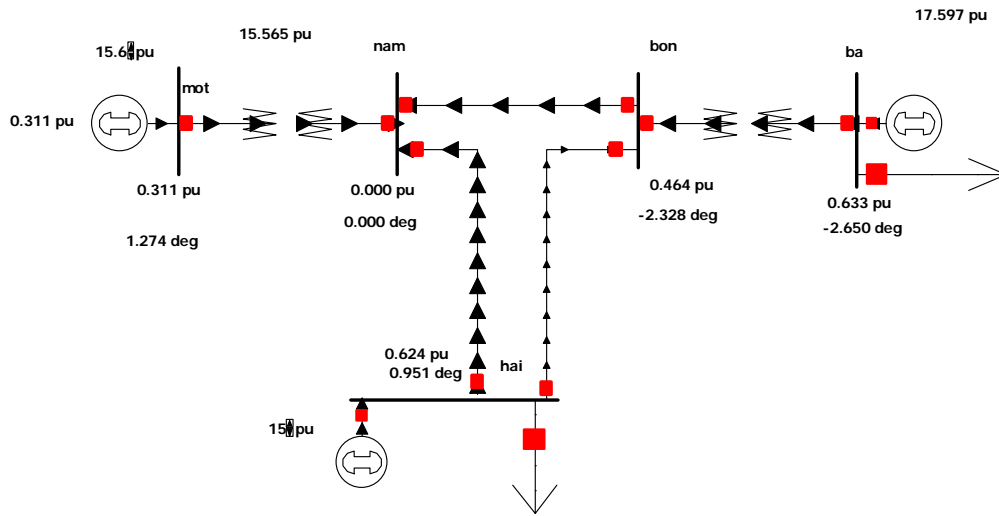 17.597 pu
15.565 pu
nam
bon
ba
pu
mot
0.311 pu
0.311 pu
0.000 pu
0.464 pu
0.633 pu
0.000 deg
-2.328 deg
-2.650 deg
1.274 deg
0.624 pu
hai
0.951 deg
pu